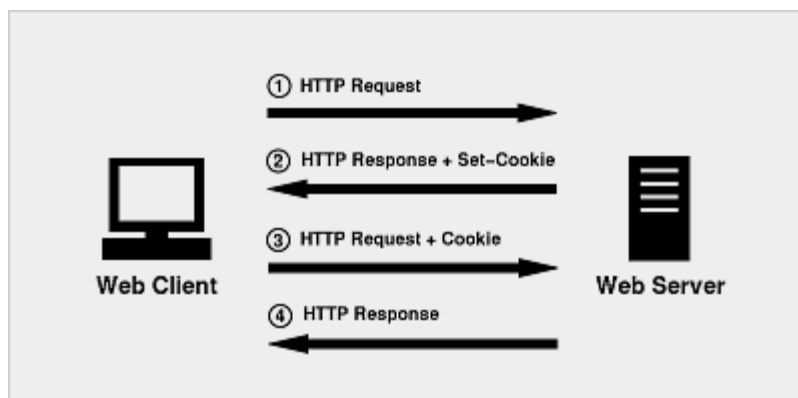 ① HTTP Request
② HTTP Response + Set-Cookie
③ HTTP Request + Cookie
Web Client
Web Server
④ HTTP Response